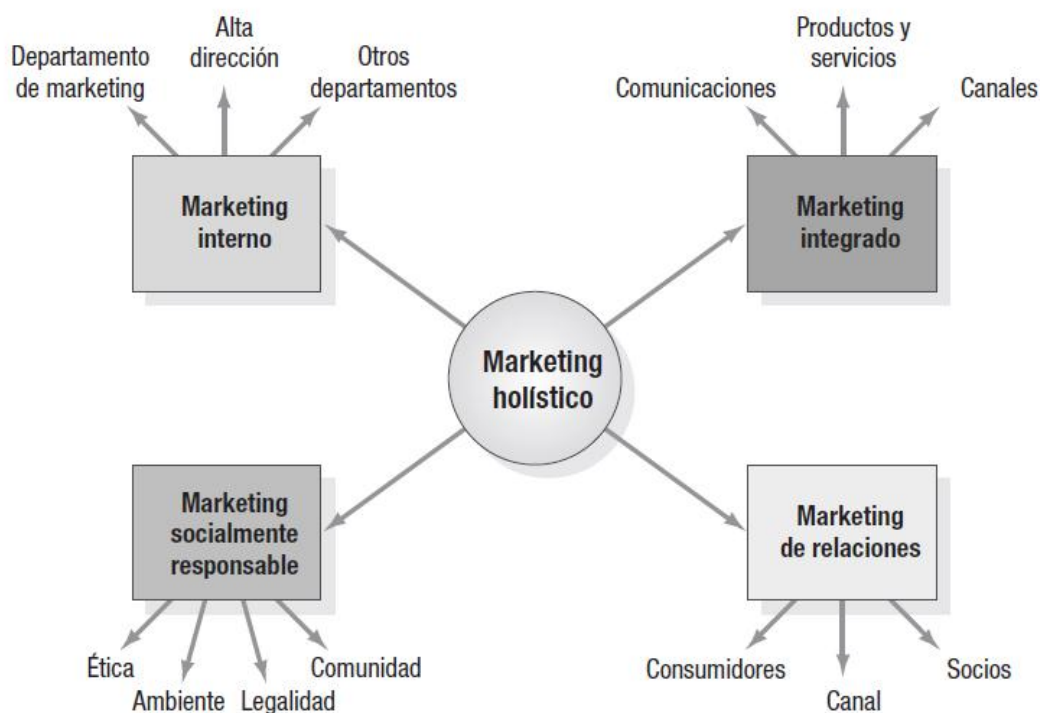 Departamento
de marketing
Alta
dirección
Otros
departamentos
Marketing
interno
Comunicaciones
Productos y
servicios
Canales
Marketing
integrado
Marketing
holístico
Marketing
socialmente
responsable
Ética
Ambiente
Legalidad
Comunidad
Marketing
de relaciones
Consumidores
Canal
Socios